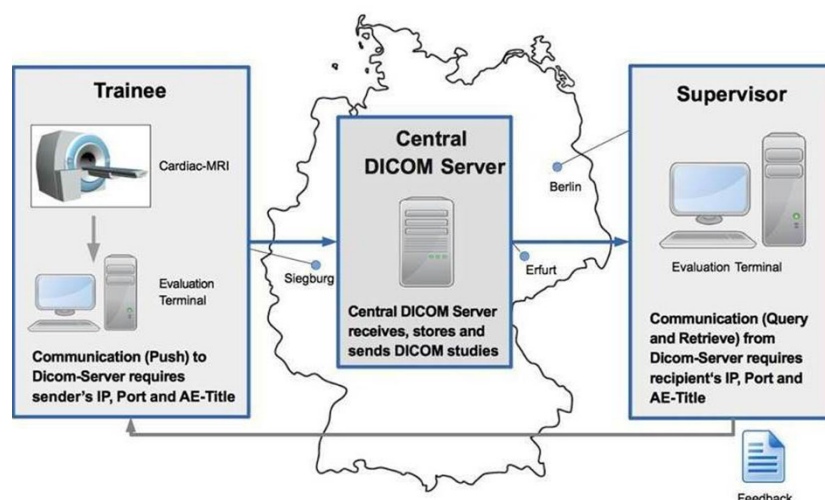 Trainee
Cardiac-MRI
Evaluation
Terminal
Communication (Push) to
Dicom-Server requires
sender's IP, Port and AE-Title
Siegburg
Central
DICOM Server
Central DICOM Server
receives, stores and
sends DICOM studies
Erfurt
Berlin
Supervisor
Evaluation Terminal
Communication (Query
and Retrieve) from
Dicom-Server requires
recipient's IP, Port and
AE-Title
Feedback